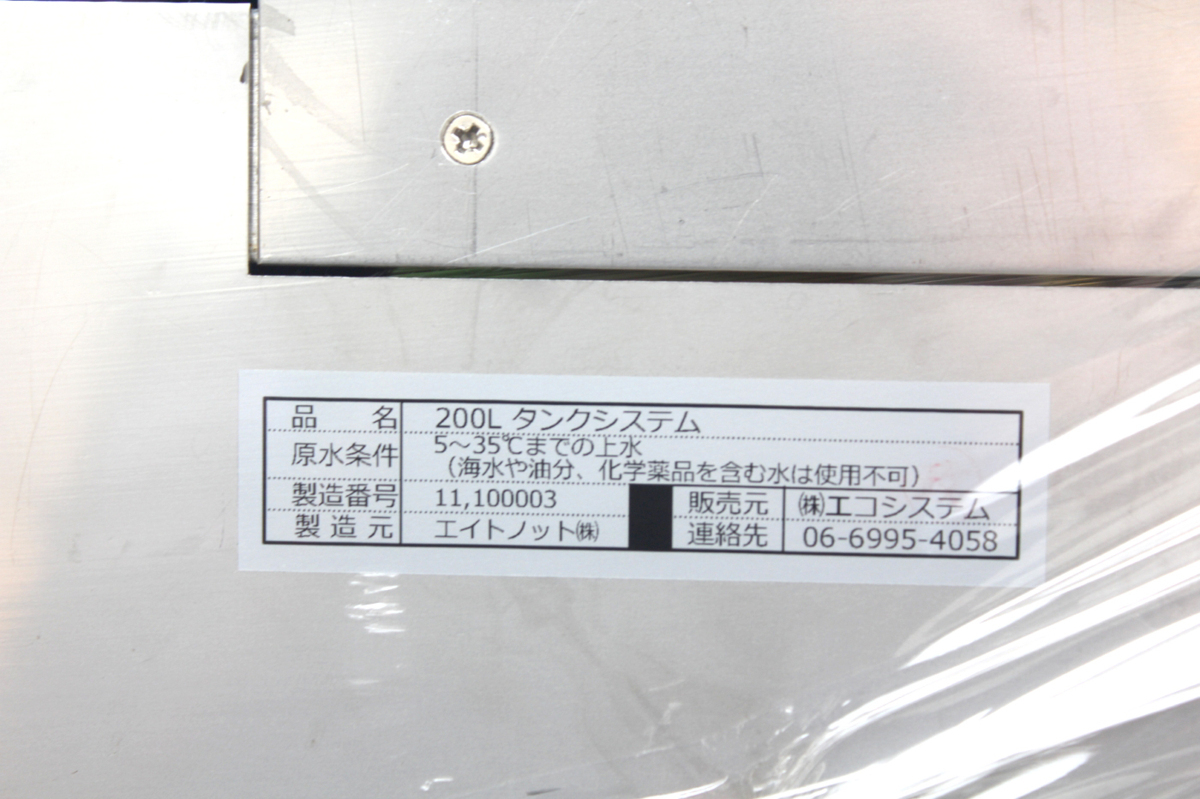 品名 200L タンクシステム
原水条件 5～35℃までの上水
（海水や油分、化学薬品を含む水は使用不可）
製造番号 11,100003 販売元 ㈱エコシステム
製造元 エイトノット㈱ 連絡先 06-6995-4058